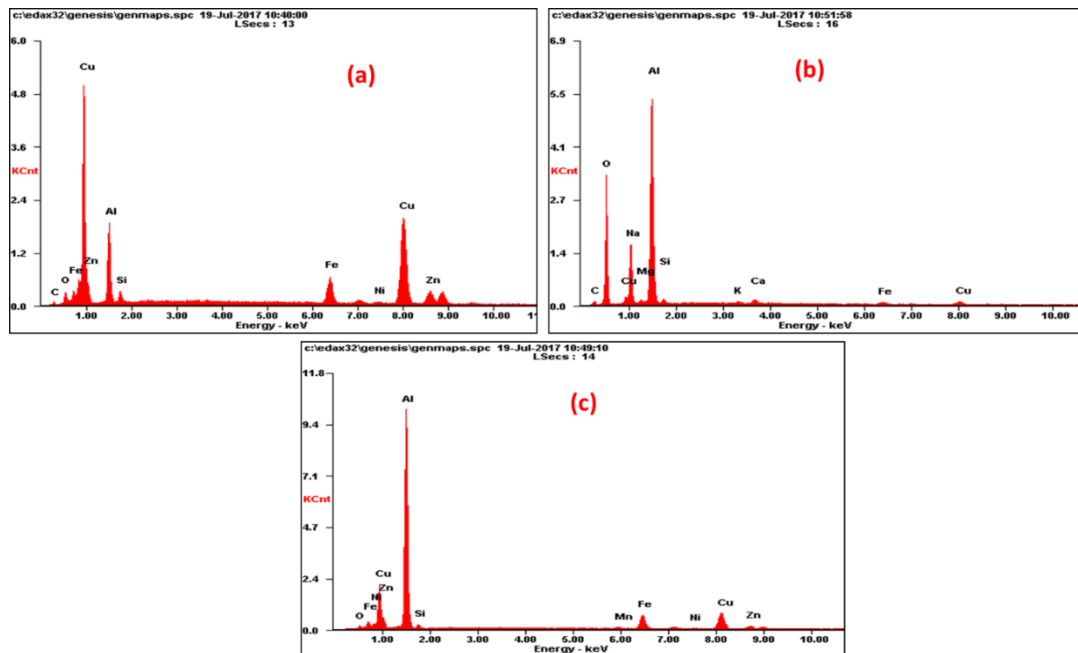 c:\edax32\genesis\genmaps.spc 19-Jul-2017 10:40:00
LSecs : 13
6.0
Cu
(a)
4.8
3.6
KCnt
2.4
Al
Cu
1.2
Fe
Zn
Fe
O
Si
Zn
C
Ni
0.0
1.00 2.00 3.00 4.00 5.00 6.00 7.00 8.00 9.00 10.00 11
Energy - keV
c:\edax32\genesis\genmaps.spc 19-Jul-2017 10:51:58
LSecs : 16
6.9
Al
(b)
5.5
4.1
O
KCnt
2.7
Na
1.4
Si
Mg
Cu
C
K
Ca
Fe
Cu
0.0
1.00 2.00 3.00 4.00 5.00 6.00 7.00 8.00 9.00 10.00
Energy - keV
c:\edax32\genesis\genmaps.spc 19-Jul-2017 10:49:10
LSecs : 14
11.8
Al
(c)
9.4
7.1
KCnt
4.7
2.4
Cu
Zn
Ni
Fe
O
Si
Mn
Fe
Ni
Cu
Zn
0.0
1.00 2.00 3.00 4.00 5.00 6.00 7.00 8.00 9.00 10.00
Energy - keV